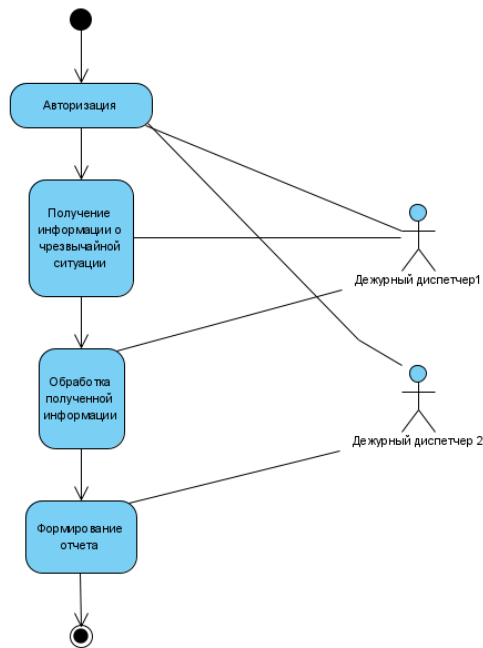 Авторизация
Получение
информации о
чрезвычайной
ситуации
Дежурный диспетчер1
Обработка
полученной
информации
Дежурный диспетчер 2
Формирование
отчета